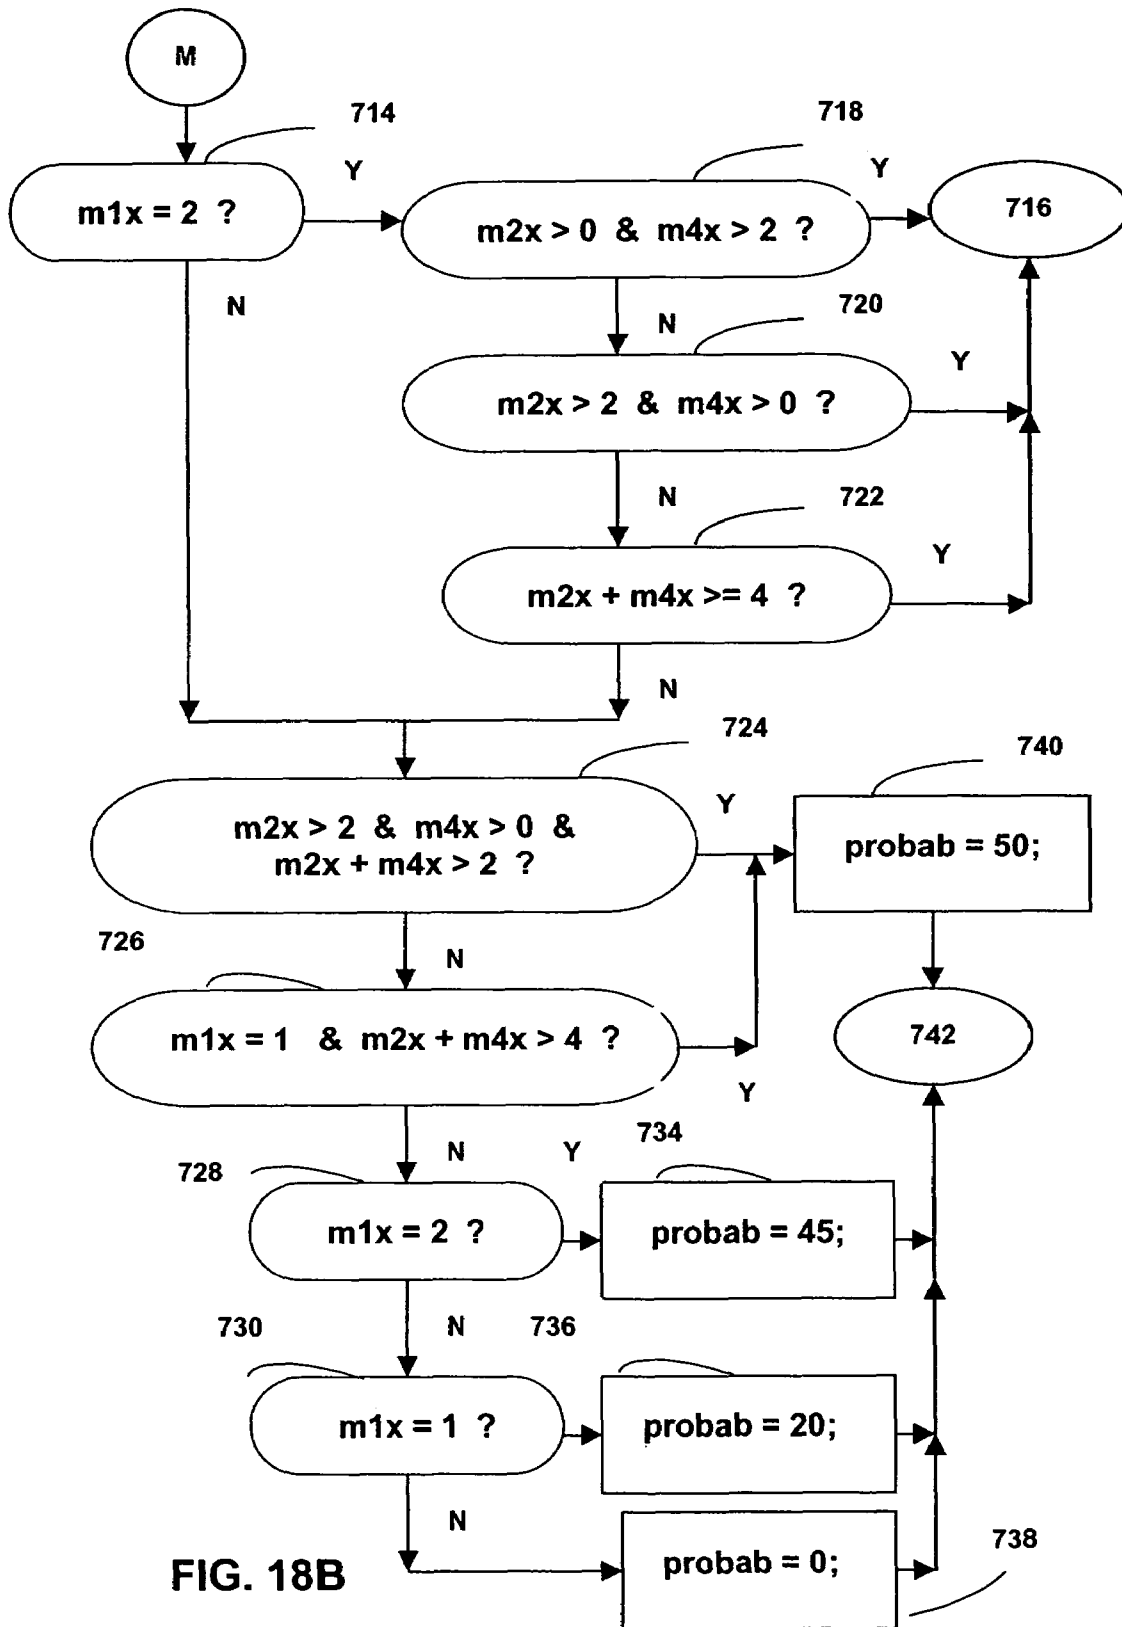 M
714
718
m1x = 2 ?
Y
m2x > 0 & m4x > 2 ?
Y
716
N
N
720
m2x > 2 & m4x > 0 ?
Y
N
722
m2x + m4x >= 4 ?
Y
N
724
740
m2x > 2 & m4x > 0 &
m2x + m4x > 2 ?
Y
probab = 50;
726
N
m1x = 1 & m2x + m4x > 4 ?
Y
742
N
728
Y
734
m1x = 2 ?
probab = 45;
730
N
736
m1x = 1 ?
probab = 20;
N
738
probab = 0;
FIG. 18B